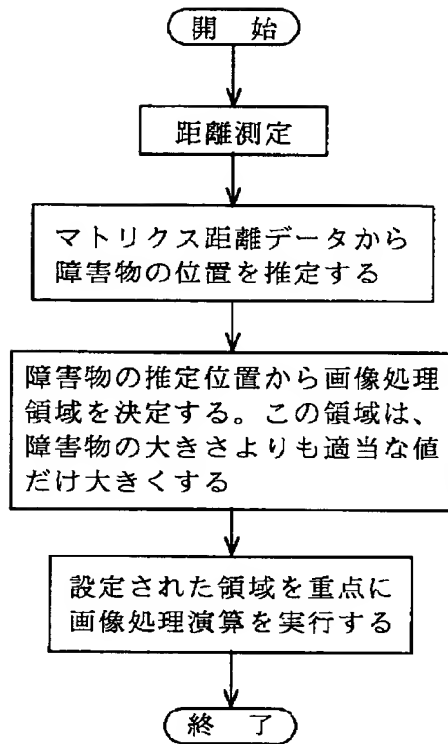 開 始
距離測定
マトリクス距離データから
障害物の位置を推定する
障害物の推定位置から画像処理
領域を決定する。この領域は、
障害物の大きさよりも適当な値
だけ大きくする
設定された領域を重点に
画像処理演算を実行する
終 了